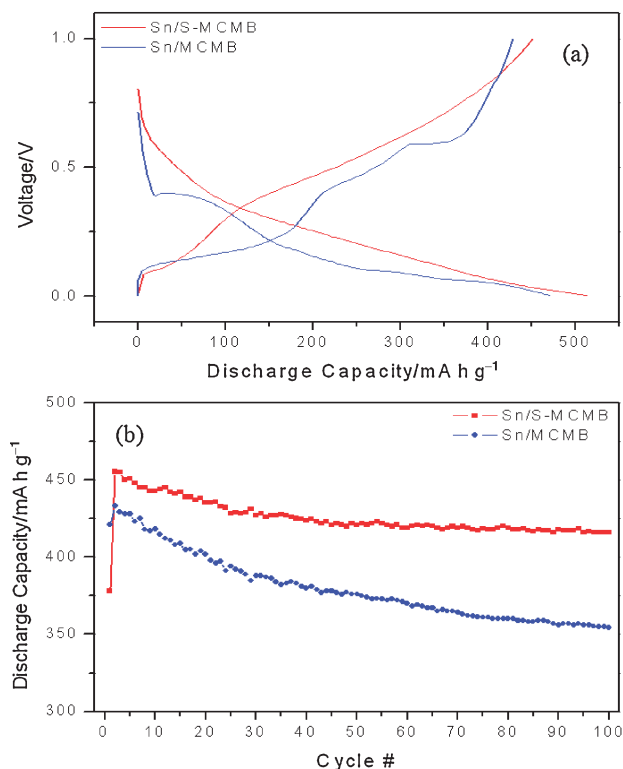 Sn/S-MCMB
Sn/MCMB
(a)
1.0
0.5
0.0
Voltage/V
0 100 200 300 400 500
Discharge Capacity/mA h g⁻¹
(b)
Sn/S-MCMB
Sn/MCMB
500
450
400
350
300
Discharge Capacity/mA h g⁻¹
0 10 20 30 40 50 60 70 80 90 100
Cycle #